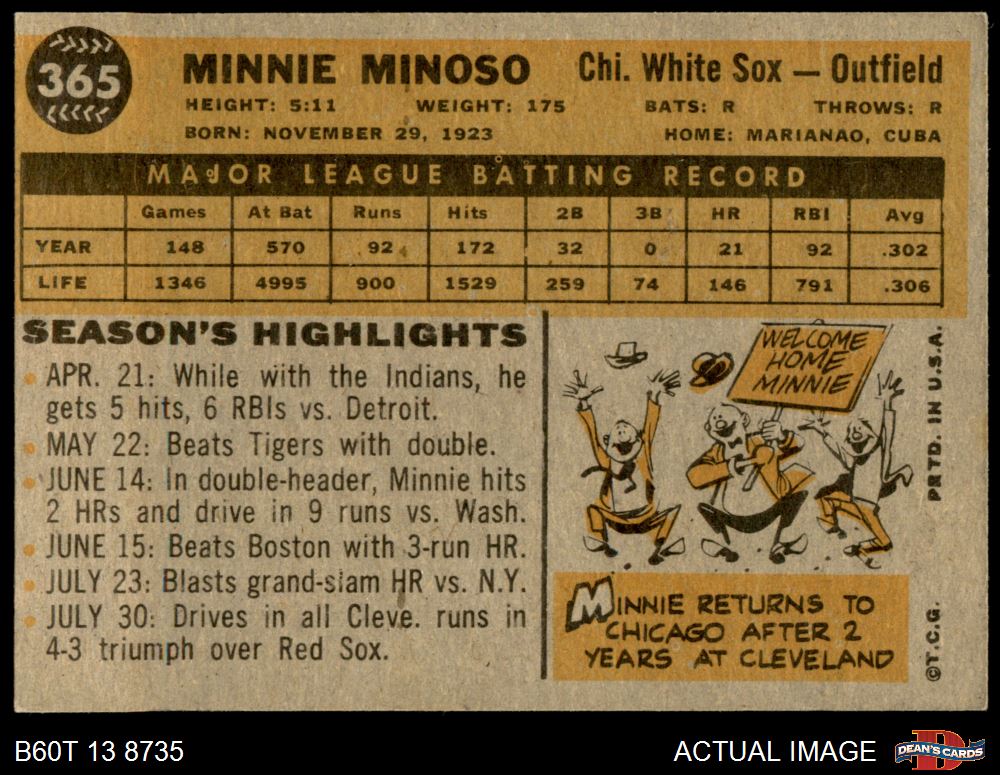 365
MINNIE MINOSO
Chi. White Sox — Outfield
HEIGHT: 5:11 WEIGHT: 175 BATS: R THROWS: R
BORN: NOVEMBER 29, 1923 HOME: MARIANAO, CUBA
MAJOR LEAGUE BATTING RECORD
Games At Bat Runs Hits 2B 3B HR RBI Avg
YEAR 148 570 92 172 32 0 21 92 .302
LIFE 1346 4995 900 1529 259 74 146 791 .306
SEASON'S HIGHLIGHTS
APR. 21: While with the Indians, he
gets 5 hits, 6 RBIs vs. Detroit.
MAY 22: Beats Tigers with double.
JUNE 14: In double-header, Minnie hits
2 HRs and drive in 9 runs vs. Wash.
JUNE 15: Beats Boston with 3-run HR.
JULY 23: Blasts grand-slam HR vs. N.Y.
JULY 30: Drives in all Cleve. runs in
4-3 triumph over Red Sox.
WELCOME
HOME
MINNIE
MINNIE RETURNS TO
CHICAGO AFTER 2
YEARS AT CLEVELAND
©T.C.G. PRTD. IN U.S.A.
B60T 13 8735
ACTUAL IMAGE
D
DEAN'S CARDS